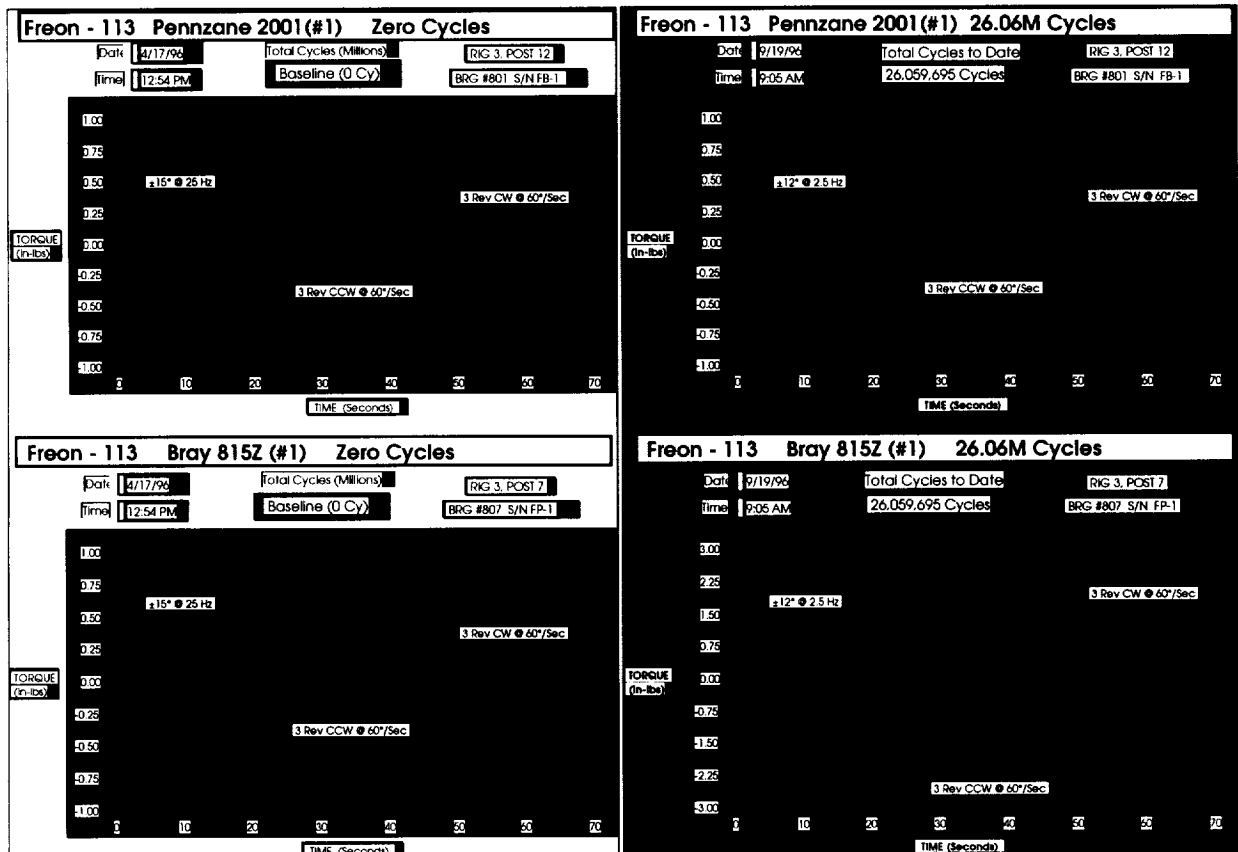 Freon - 113 Pennzane 2001(#1) Zero Cycles
Date 4/17/96 Total Cycles (Millions) RIG 3, POST 12
Time 12:54 PM Baseline (0 Cy) BRG #801 S/N FB-1
1.00
0.75
±15° @ 25 Hz
0.50
3 Rev CW @ 60°/Sec
0.25
TORQUE
(in-lbs)
0.00
-0.25
3 Rev CCW @ 60°/Sec
-0.50
-0.75
-1.00
0 10 20 30 40 50 60 70
TIME (Seconds)
Freon - 113 Pennzane 2001(#1) 26.06M Cycles
Date 9/19/96 Total Cycles to Date RIG 3, POST 12
Time 9:05 AM 26,059,695 Cycles BRG #801 S/N FB-1
1.00
0.75
0.50
±12° @ 2.5 Hz
3 Rev CW @ 60°/Sec
0.25
TORQUE
(in-lbs)
0.00
-0.25
3 Rev CCW @ 60°/Sec
-0.50
-0.75
-1.00
0 10 20 30 40 50 60 70
TIME (Seconds)
Freon - 113 Bray 815Z (#1) Zero Cycles
Date 4/17/96 Total Cycles (Millions) RIG 3, POST 7
Time 12:54 PM Baseline (0 Cy) BRG #807 S/N FP-1
1.00
0.75
±15° @ 25 Hz
0.50
3 Rev CW @ 60°/Sec
0.25
TORQUE
(in-lbs)
0.00
-0.25
3 Rev CCW @ 60°/Sec
-0.50
-0.75
-1.00
0 10 20 30 40 50 60 70
TIME (Seconds)
Freon - 113 Bray 815Z (#1) 26.06M Cycles
Date 9/19/96 Total Cycles to Date RIG 3, POST 7
Time 9:05 AM 26,059,695 Cycles BRG #807 S/N FP-1
3.00
2.25
3 Rev CW @ 60°/Sec
±12° @ 2.5 Hz
1.50
0.75
TORQUE
(in-lbs)
0.00
-0.75
-1.50
-2.25
3 Rev CCW @ 60°/Sec
-3.00
0 10 20 30 40 50 60 70
TIME (Seconds)